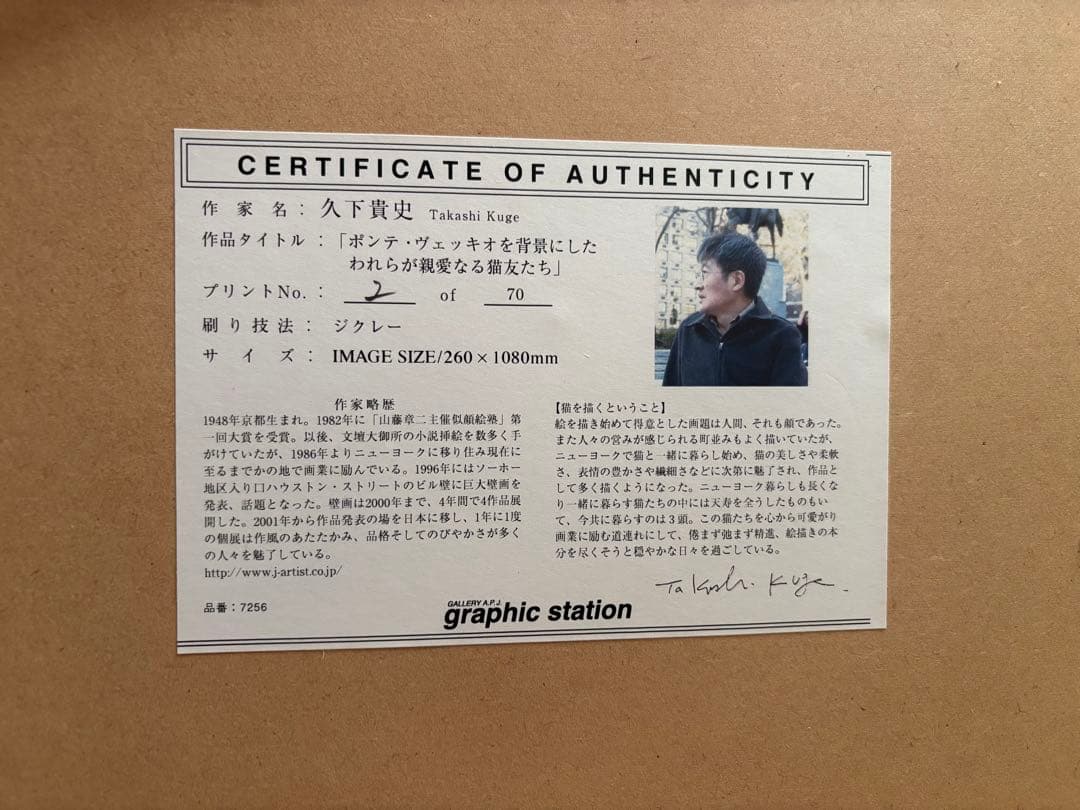 CERTIFICATE OF AUTHENTICITY
作家名：久下貴史 Takashi Kuge
作品タイトル：「ポンテ・ヴェッキオを背景にした
われらが親愛なる猫友たち」
プリントNo.： 2 of 70
刷り技法： ジクレー
サイズ： IMAGE SIZE/260×1080mm
作家略歴
1948年京都生まれ。1982年に「山藤章二主催似顔絵塾」第
一回大賞を受賞。以後、文壇大御所の小説挿絵を数多く手
がけていたが、1986年よりニューヨークに移り住み現在に
至るまでかの地で画業に励んでいる。1996年にはソーホー
地区入り口ハウストン・ストリートのビル壁に巨大壁画を
発表、話題となった。壁画は2000年まで、4年間で4作品展
開した。2001年から作品発表の場を日本に移し、1年に1度
の個展は作風のあたたかみ、品格そしてのびやかさが多く
の人々を魅了している。
http://www.j-artist.co.jp/
品番：7256
【猫を描くということ】
絵を描き始めて得意とした画題は人間、それも顔であった。
また人々の営みが感じられる町並みもよく描いていたが、
ニューヨークで猫と一緒に暮らし始め、猫の美しさや柔軟
さ、表情の豊かさや繊細さなどに次第に魅了され、作品と
して多く描くようになった。ニューヨーク暮らしも長くな
り一緒に暮らす猫たちの中には天寿を全うしたものもい
て、今共に暮らすのは3頭。この猫たちを心から可愛がり
画業に励む道連れにして、倦まず弛まず精進、絵描きの本
分を尽くそうと穏やかな日々を過ごしている。
Takashi Kuge.
GALLERY A.P.J.
graphic station